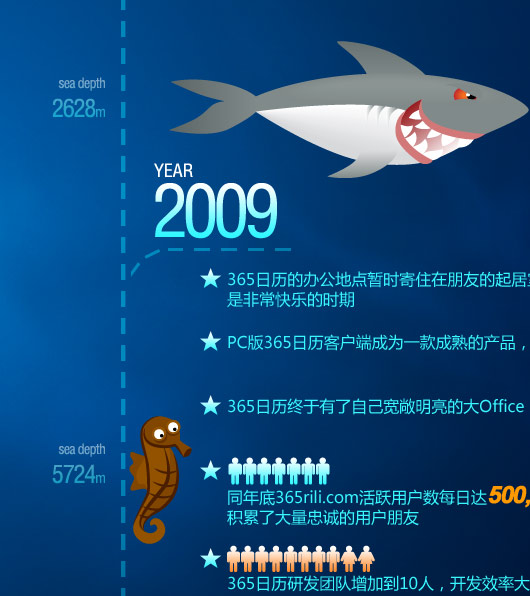 sea depth
2628m
YEAR
2009
365日历的办公地点暂时寄住在朋友的起居
是非常快乐的时期
PC版365日历客户端成为一款成熟的产品，
365日历终于有了自己宽敞明亮的大Office
sea depth
5724m
同年底365rili.com活跃用户数每日达500,
积累了大量忠诚的用户朋友
365日历研发团队增加到10人，开发效率大